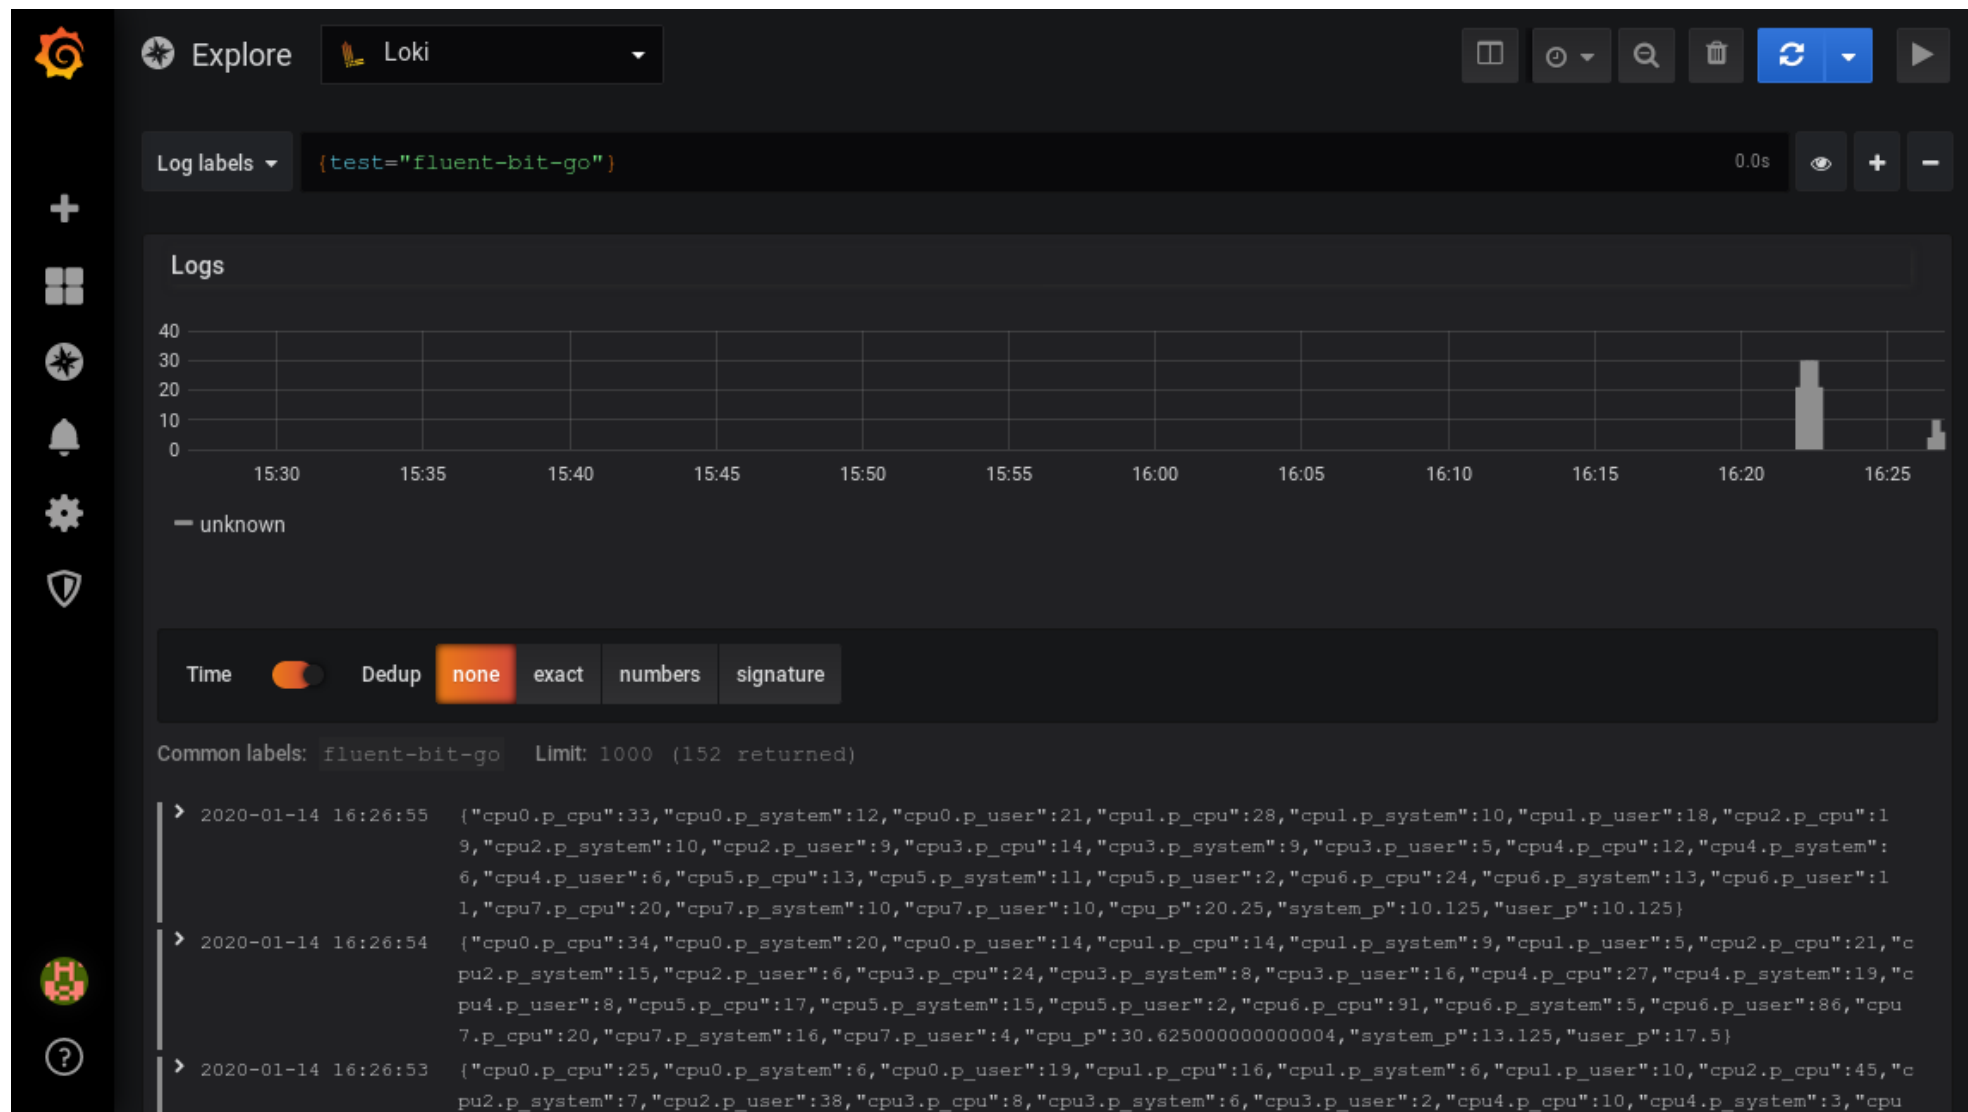 Explore Loki
Log labels {test="fluent-bit-go"} 0.0s
Logs
40
30
20
10
0
15:30 15:35 15:40 15:45 15:50 15:55 16:00 16:05 16:10 16:15 16:20 16:25
unknown
Time Dedup none exact numbers signature
Common labels: fluent-bit-go Limit: 1000 (152 returned)
2020-01-14 16:26:55 {"cpu0.p_cpu":33,"cpu0.p_system":12,"cpu0.p_user":21,"cpu1.p_cpu":28,"cpu1.p_system":10,"cpu1.p_user":18,"cpu2.p_cpu":1
9,"cpu2.p_system":10,"cpu2.p_user":9,"cpu3.p_cpu":14,"cpu3.p_system":9,"cpu3.p_user":5,"cpu4.p_cpu":12,"cpu4.p_system":
6,"cpu4.p_user":6,"cpu5.p_cpu":13,"cpu5.p_system":11,"cpu5.p_user":2,"cpu6.p_cpu":24,"cpu6.p_system":13,"cpu6.p_user":1
1,"cpu7.p_cpu":20,"cpu7.p_system":10,"cpu7.p_user":10,"cpu_p":20.25,"system_p":10.125,"user_p":10.125}
2020-01-14 16:26:54 {"cpu0.p_cpu":34,"cpu0.p_system":20,"cpu0.p_user":14,"cpu1.p_cpu":14,"cpu1.p_system":9,"cpu1.p_user":5,"cpu2.p_cpu":21,"c
pu2.p_system":15,"cpu2.p_user":6,"cpu3.p_cpu":24,"cpu3.p_system":8,"cpu3.p_user":16,"cpu4.p_cpu":27,"cpu4.p_system":19,"c
pu4.p_user":8,"cpu5.p_cpu":17,"cpu5.p_system":15,"cpu5.p_user":2,"cpu6.p_cpu":91,"cpu6.p_system":5,"cpu6.p_user":86,"cpu
7.p_cpu":20,"cpu7.p_system":16,"cpu7.p_user":4,"cpu_p":30.625000000000004,"system_p":13.125,"user_p":17.5}
2020-01-14 16:26:53 {"cpu0.p_cpu":25,"cpu0.p_system":6,"cpu0.p_user":19,"cpu1.p_cpu":16,"cpu1.p_system":6,"cpu1.p_user":10,"cpu2.p_cpu":45,"c
pu2.p_system":7,"cpu2.p_user":38,"cpu3.p_cpu":8,"cpu3.p_system":6,"cpu3.p_user":2,"cpu4.p_cpu":10,"cpu4.p_system":3,"cpu